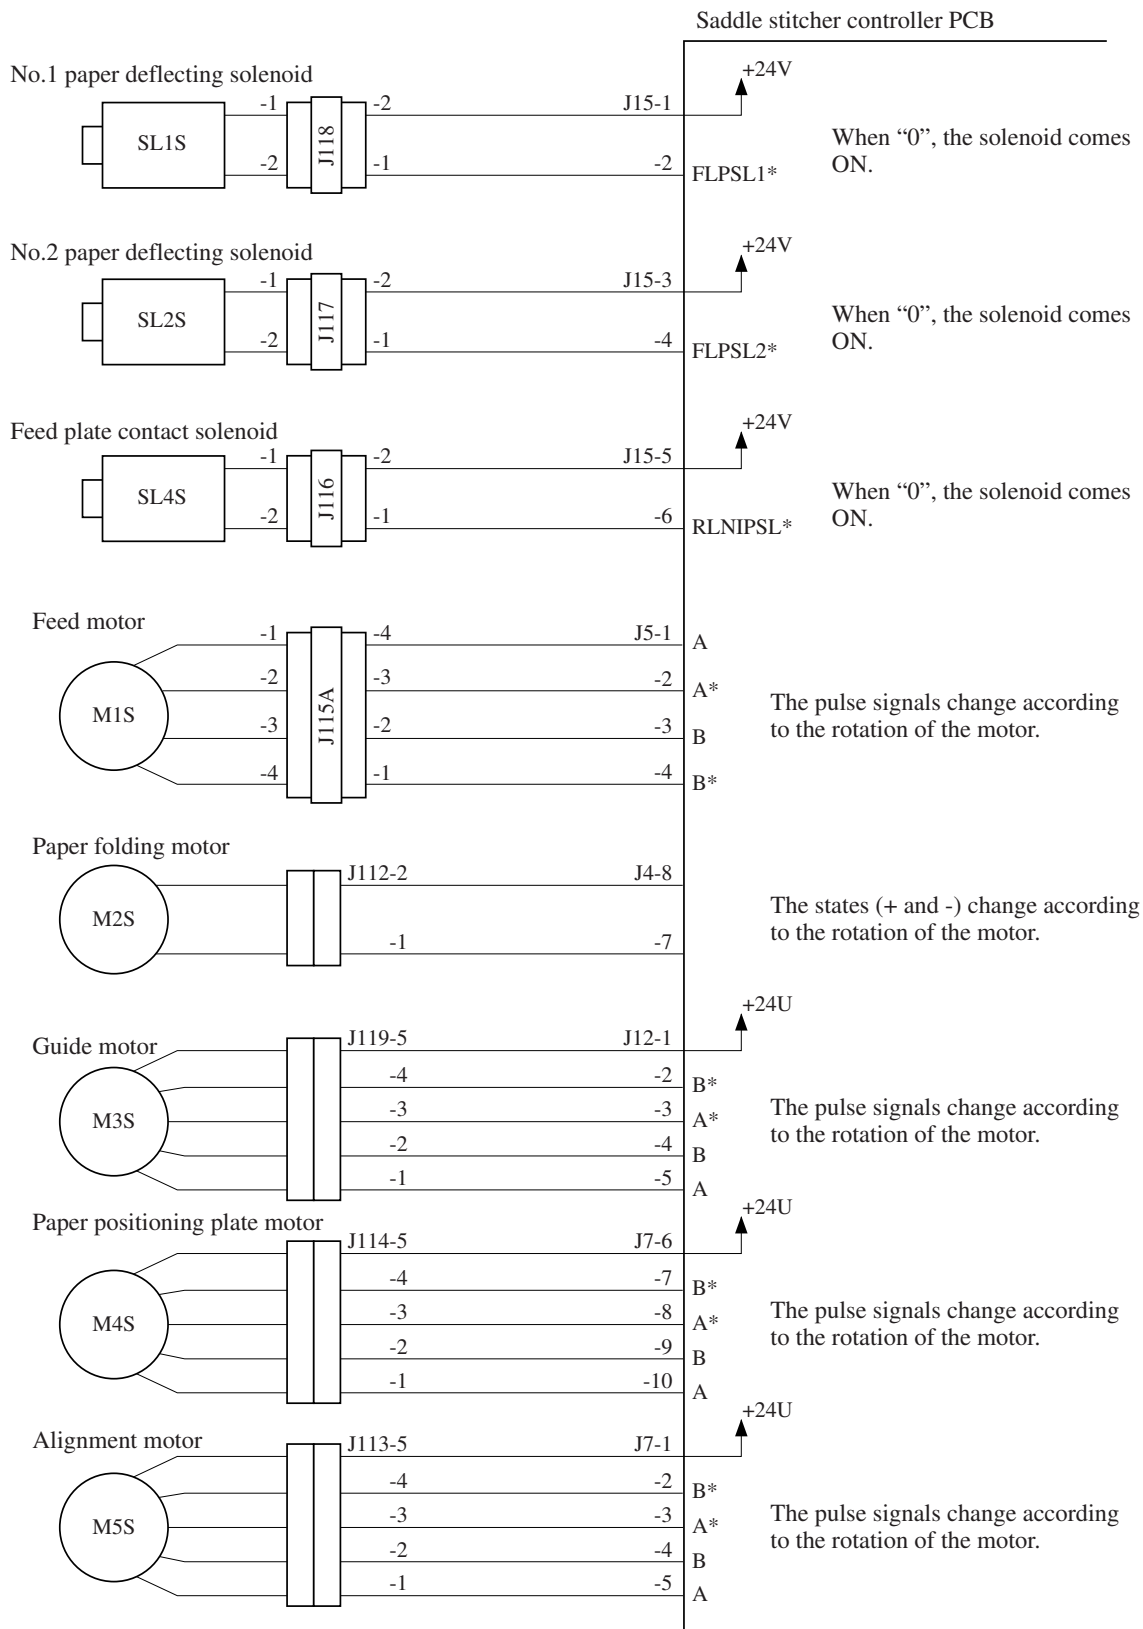 Saddle stitcher controller PCB
No.1 paper deflecting solenoid
+24V
-1
-2
J15-1
SL1S
J118
When “0”, the solenoid comes
ON.
-2
-1
-2
FLPSL1*
No.2 paper deflecting solenoid
+24V
-1
-2
J15-3
SL2S
J117
When “0”, the solenoid comes
ON.
-2
-1
-4
FLPSL2*
Feed plate contact solenoid
+24V
-1
-2
J15-5
SL4S
J116
When “0”, the solenoid comes
ON.
-2
-1
-6
RLNIPSL*
Feed motor
-1
-4
J5-1
A
-2
-3
-2
A*
M1S
J115A
The pulse signals change according
to the rotation of the motor.
-3
-2
-3
B
-4
-1
-4
B*
Paper folding motor
J112-2
J4-8
M2S
The states (+ and -) change according
to the rotation of the motor.
-1
-7
+24U
Guide motor
J119-5
J12-1
-4
-2
B*
M3S
-3
-3
A*
The pulse signals change according
to the rotation of the motor.
-2
-4
B
-1
-5
A
+24U
Paper positioning plate motor
J114-5
J7-6
-4
-7
B*
M4S
-3
-8
A*
The pulse signals change according
to the rotation of the motor.
-2
-9
B
-1
-10
A
+24U
Alignment motor
J113-5
J7-1
-4
-2
B*
M5S
-3
-3
A*
The pulse signals change according
to the rotation of the motor.
-2
-4
B
-1
-5
A